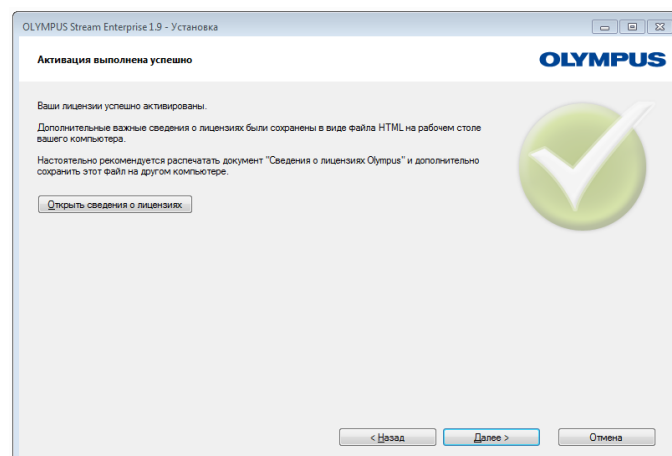 OLYMPUS Stream Enterprise 1.9 - Установка
Активация выполнена успешно
OLYMPUS
Ваши лицензии успешно активированы.
Дополнительные важные сведения о лицензиях были сохранены в виде файла HTML на рабочем столе
вашего компьютера.
Настоятельно рекомендуется распечатать документ "Сведения о лицензиях Olympus" и дополнительно
сохранить этот файл на другом компьютере.
Открыть сведения о лицензиях
< Назад
Далее >
Отмена